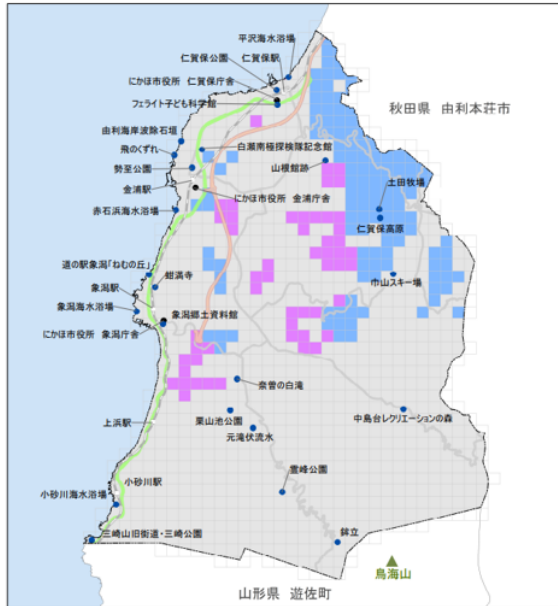 平沢海水浴場
仁賀保公園 仁賀保駅
にかほ市役所 仁賀保庁舎
フェライト子ども科学館
秋田県 由利本荘市
由利海岸波除石垣
飛のくずれ
白瀬南極探検隊記念館
勢至公園
山根館跡
土田牧場
金浦駅
にかほ市役所 金浦庁舎
赤石浜海水浴場
仁賀保高原
道の駅象潟「ねむの丘」
蚶満寺
象潟駅
巾山スキー場
象潟海水浴場
象潟郷土資料館
にかほ市役所 象潟庁舎
奈曽の白滝
上浜駅
栗山池公園
中島台レクリエーションの森
元滝伏流水
小砂川駅
霊峰公園
小砂川海水浴場
三崎山旧街道・三崎公園
鉾立
鳥海山
山形県 遊佐町